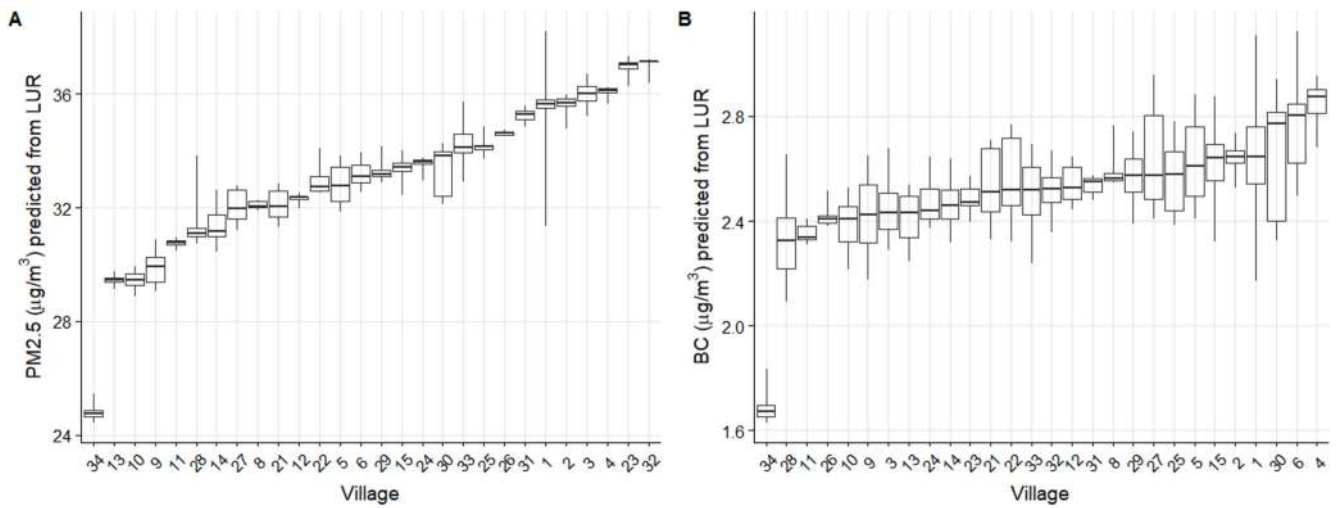 A
PM2.5 (µg/m³) predicted from LUR
36
32
28
24
34 13 10 9 11 28 14 27 8 21 12 22 5 6 29 15 24 30 33 25 26 31 1 2 3 4 23 32
Village
B
BC (µg/m³) predicted from LUR
2.8
2.4
2.0
1.6
34 28 11 26 10 9 3 13 24 14 23 21 22 33 32 12 31 8 29 27 25 5 15 2 1 30 6 4
Village